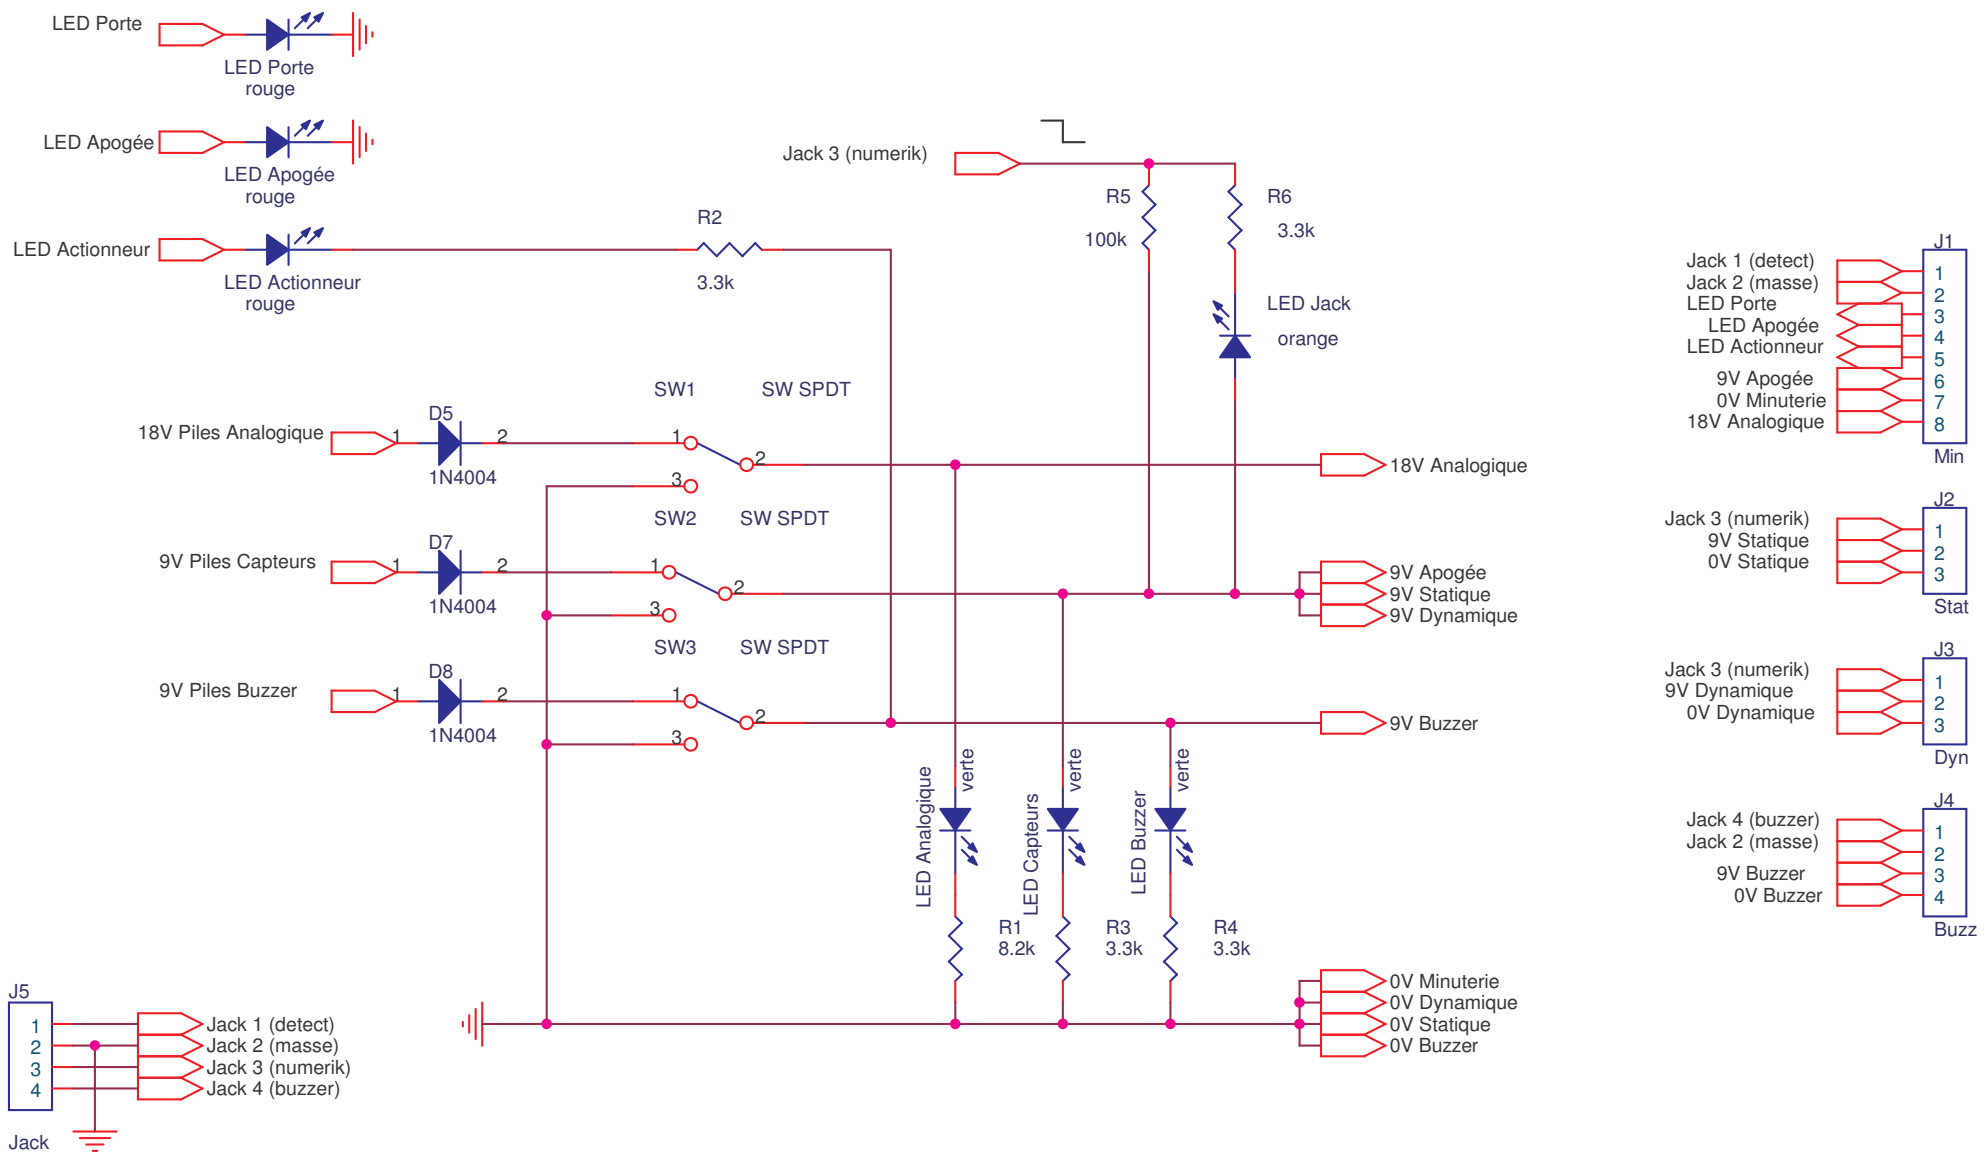 LED Porte
LED Porte
rouge
LED Apogée
LED Apogée
rouge
LED Actionneur
LED Actionneur
rouge
R2
3.3k
Jack 3 (numerik)
R5
100k
R6
3.3k
LED Jack
orange
SW1
SW SPDT
18V Piles Analogique
1
D5
2
1N4004
1
2
3
18V Analogique
SW2
SW SPDT
9V Piles Capteurs
1
D7
2
1N4004
1
2
3
9V Apogée
9V Statique
9V Dynamique
SW3
SW SPDT
9V Piles Buzzer
1
D8
2
1N4004
1
2
3
9V Buzzer
LED Analogique
verte
LED Capteurs
verte
LED Buzzer
verte
R1
8.2k
R3
3.3k
R4
3.3k
0V Minuterie
0V Dynamique
0V Statique
0V Buzzer
J5
1
2
3
4
Jack 1 (detect)
Jack 2 (masse)
Jack 3 (numerik)
Jack 4 (buzzer)
Jack
J1
Jack 1 (detect)
1
Jack 2 (masse)
2
LED Porte
3
LED Apogée
4
LED Actionneur
5
9V Apogée
6
0V Minuterie
7
18V Analogique
8
Min
J2
Jack 3 (numerik)
1
9V Statique
2
0V Statique
3
Stat
J3
Jack 3 (numerik)
1
9V Dynamique
2
0V Dynamique
3
Dyn
J4
Jack 4 (buzzer)
1
Jack 2 (masse)
2
9V Buzzer
3
0V Buzzer
4
Buzz